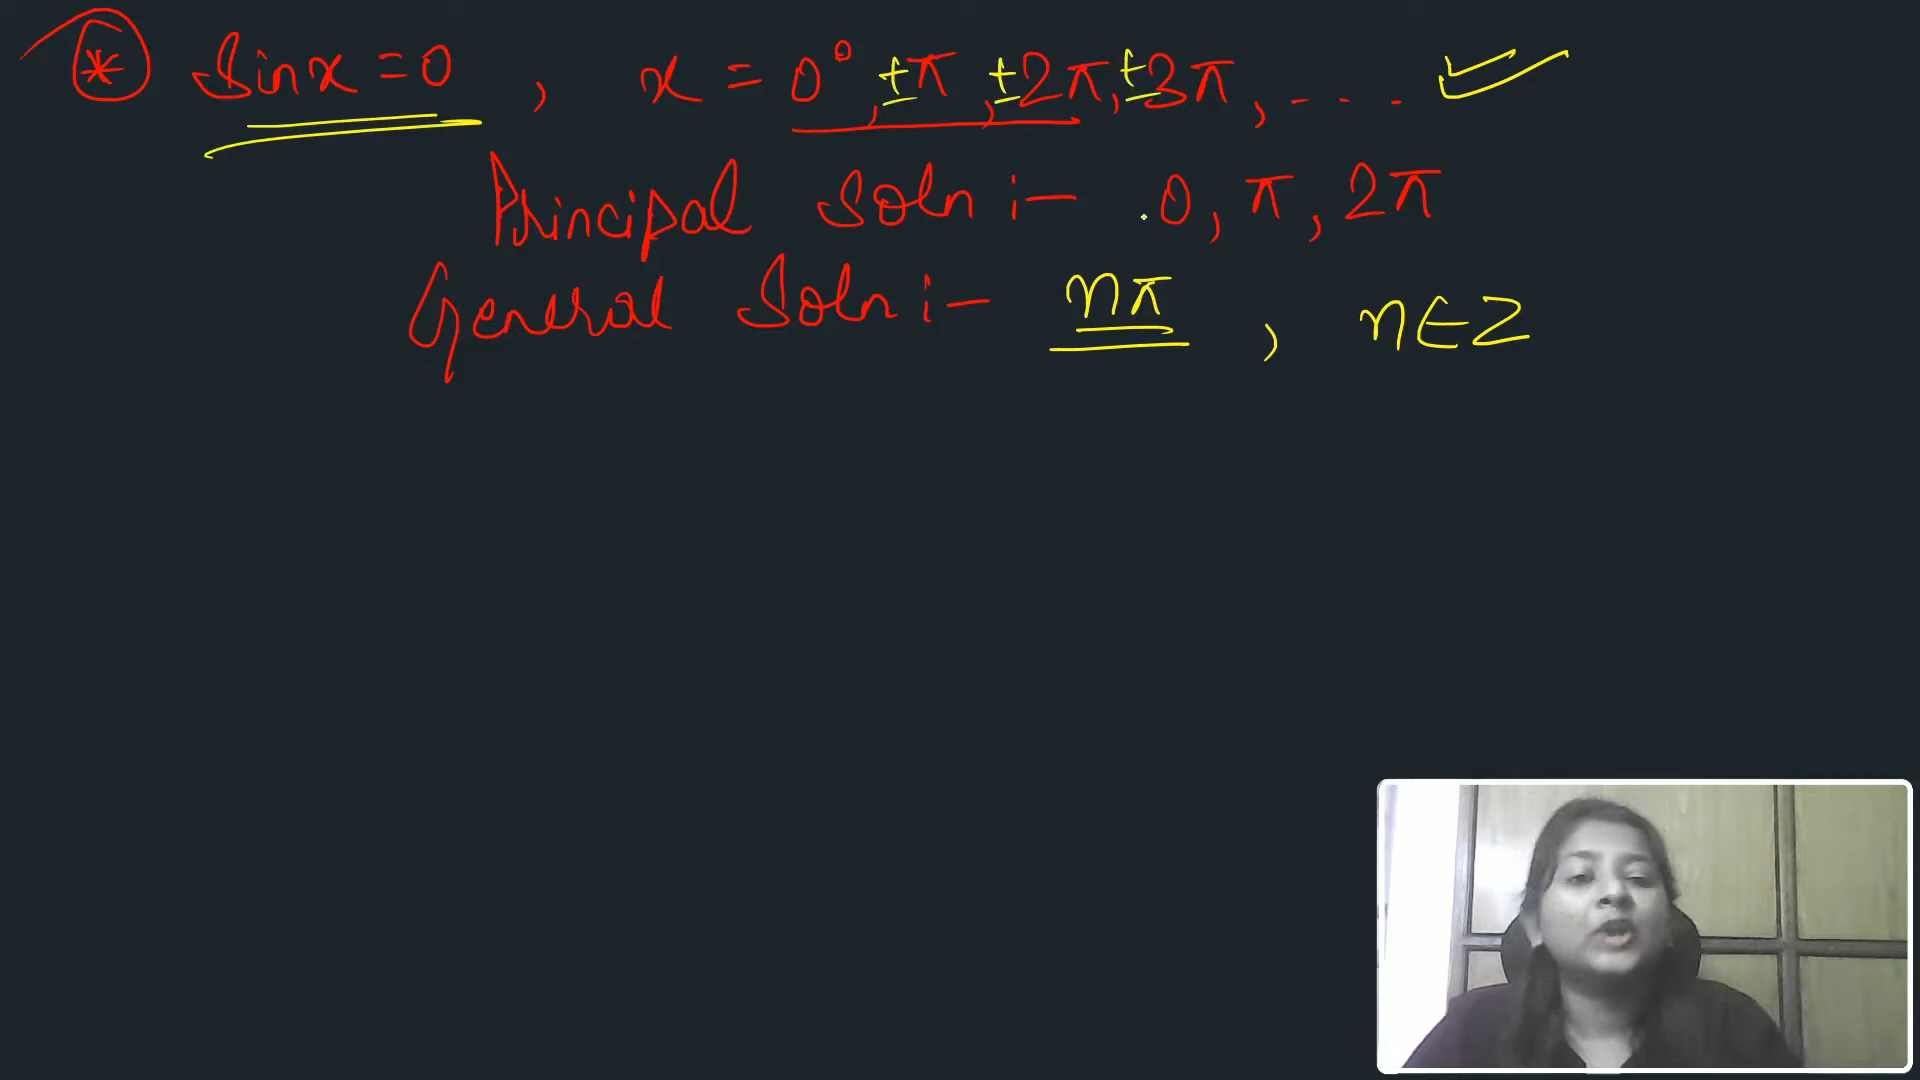 * Sinx = 0 , x = 0°, ±π, ±2π, ±3π, ....
Principal Soln :- 0, π, 2π
General Soln :- nπ , n∈Z